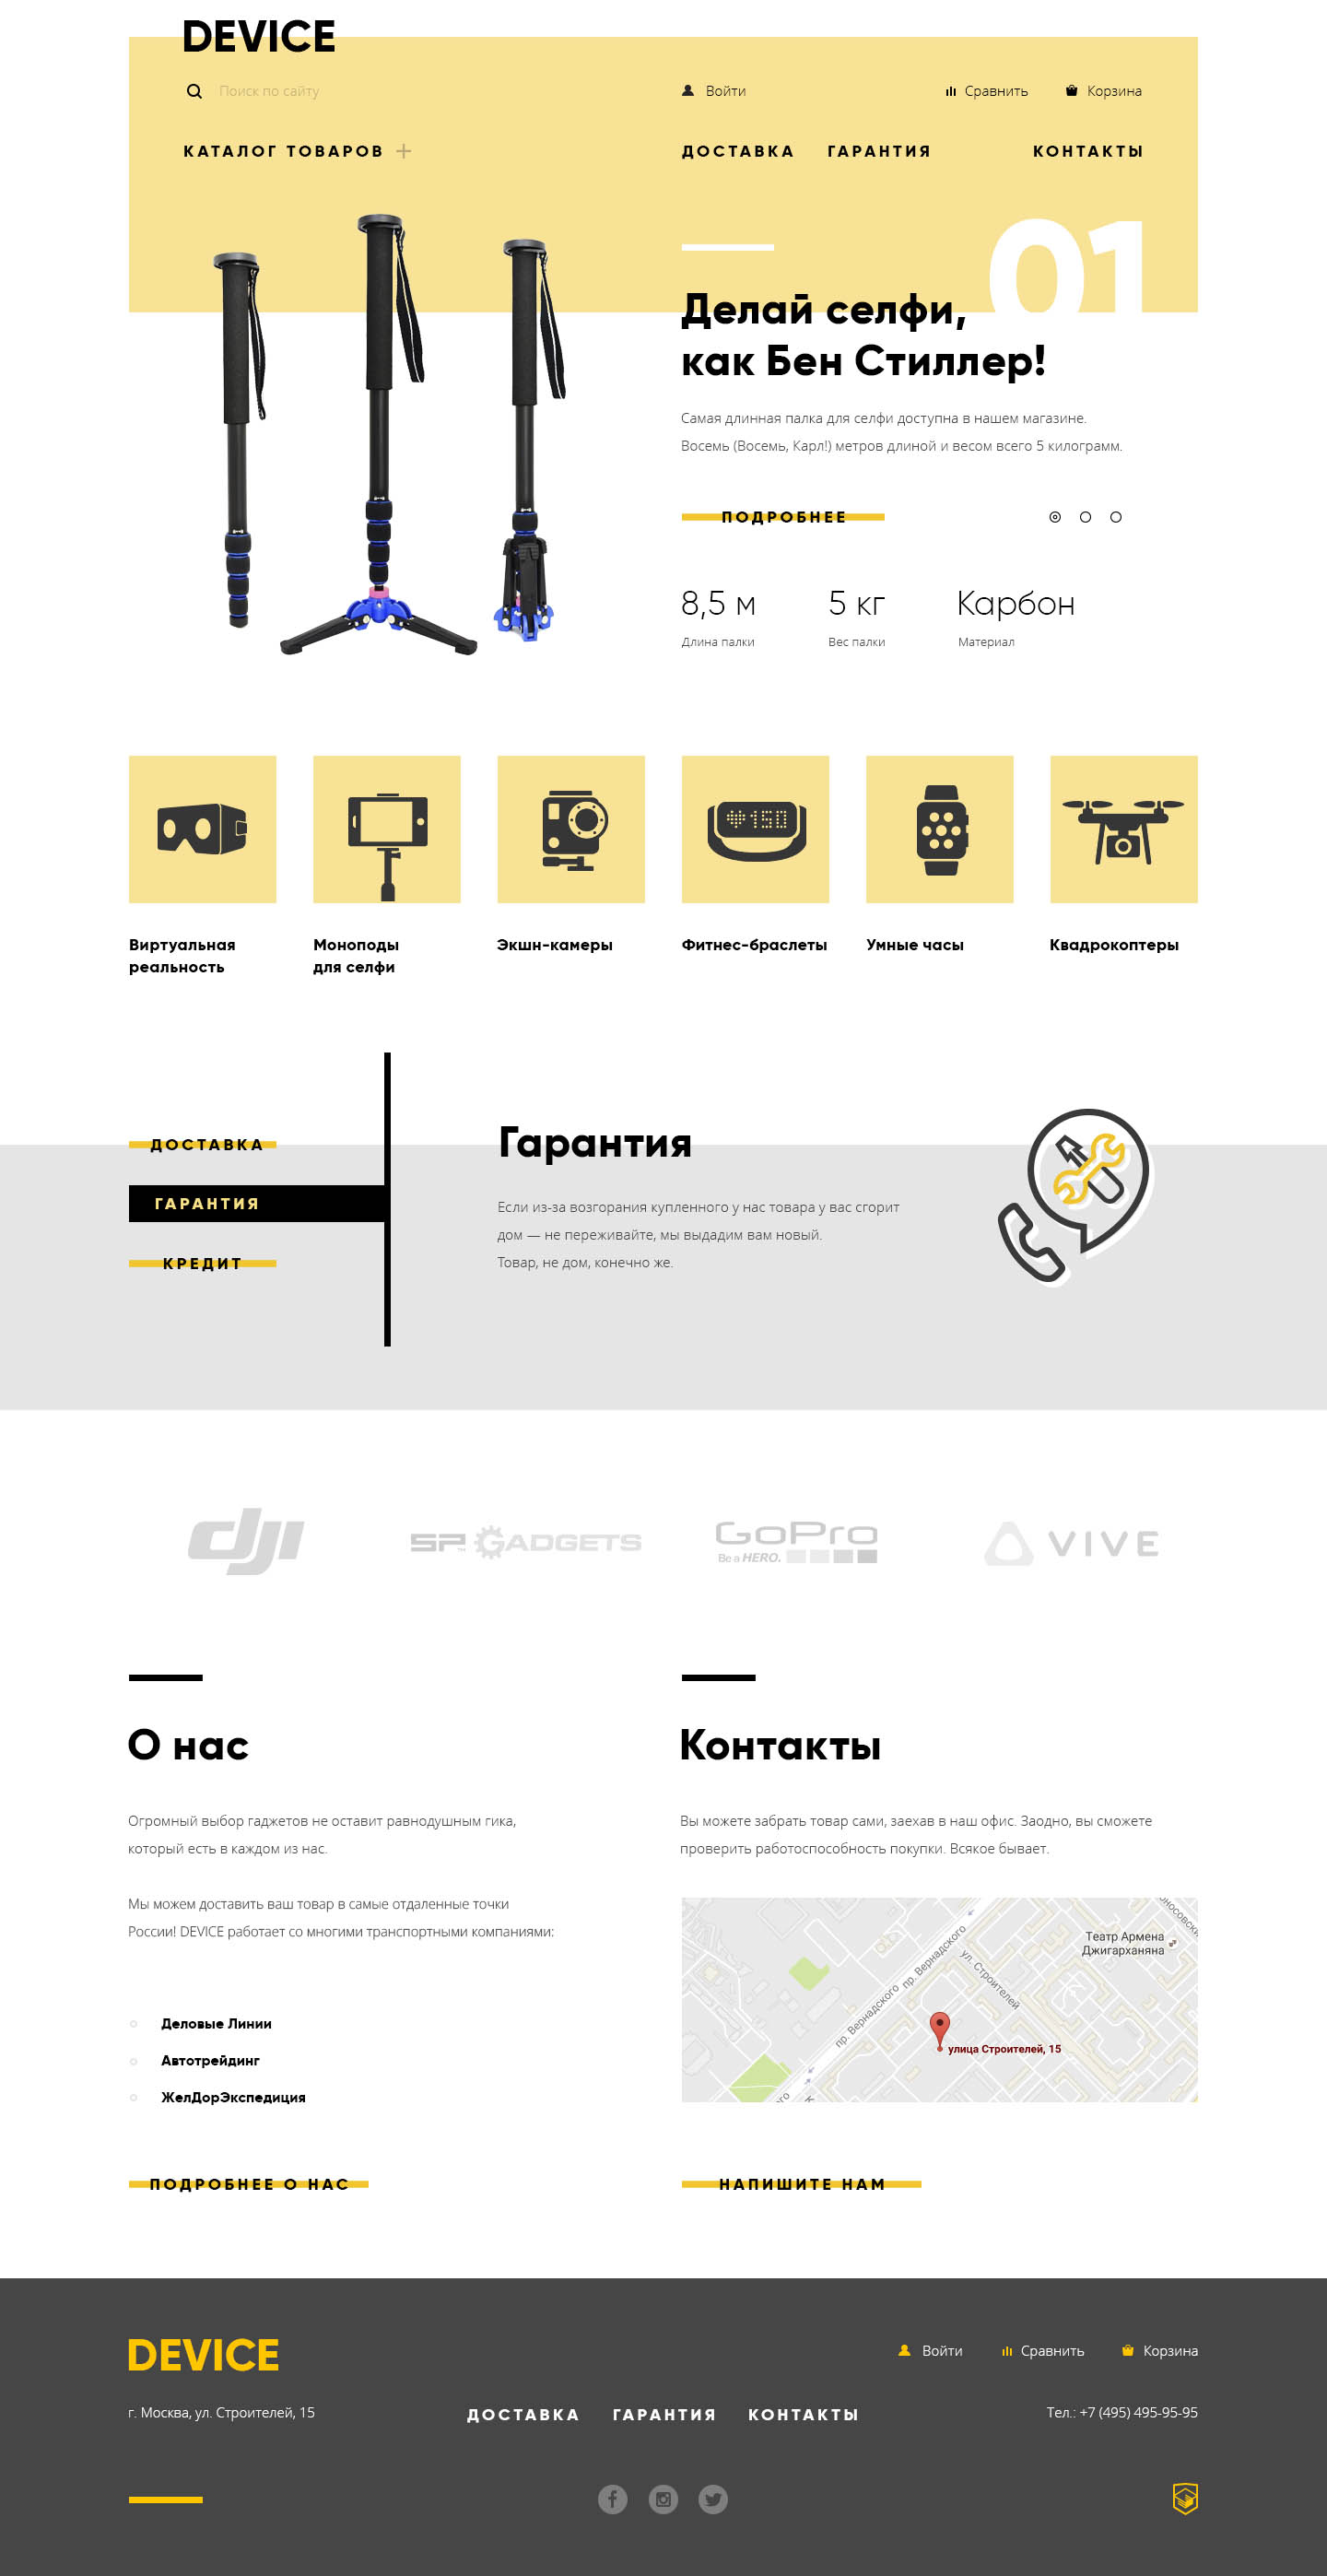 DEVICE
Поиск по сайту
Войти
Сравнить
Корзина
КАТАЛОГ ТОВАРОВ
ДОСТАВКА
ГАРАНТИЯ
КОНТАКТЫ
01
Делай селфи,
как Бен Стиллер!
Самая длинная палка для селфи доступна в нашем магазине.
Восемь (Восемь, Карл!) метров длиной и весом всего 5 килограмм.
ПОДРОБНЕЕ
8,5 м
5 кг
Карбон
Длина палки
Вес палки
Материал
150
Виртуальная
реальность
Моноподы
для селфи
Экшн-камеры
Фитнес-браслеты
Умные часы
Квадрокоптеры
ДОСТАВКА
ГАРАНТИЯ
КРЕДИТ
Гарантия
Если из-за возгорания купленного у нас товара у вас сгорит
дом — не переживайте, мы выдадим вам новый.
Товар, не дом, конечно же.
dji
SP GADGETS
GoPro
Be a HERO.
VIVE
О нас
Огромный выбор гаджетов не оставит равнодушным гика,
который есть в каждом из нас.
Мы можем доставить ваш товар в самые отдаленные точки
России! DEVICE работает со многими транспортными компаниями:
Деловые Линии
Автотрейдинг
ЖелДорЭкспедиция
ПОДРОБНЕЕ О НАС
Контакты
Вы можете забрать товар сами, заехав в наш офис. Заодно, вы сможете
проверить работоспособность покупки. Всякое бывает.
Театр Армена
Джигарханяна
пр. Вернадского
ул. Строителей
пр. Вернадского
улица Строителей, 15
НАПИШИТЕ НАМ
DEVICE
Войти
Сравнить
Корзина
г. Москва, ул. Строителей, 15
ДОСТАВКА
ГАРАНТИЯ
КОНТАКТЫ
Тел.: +7 (495) 495-95-95